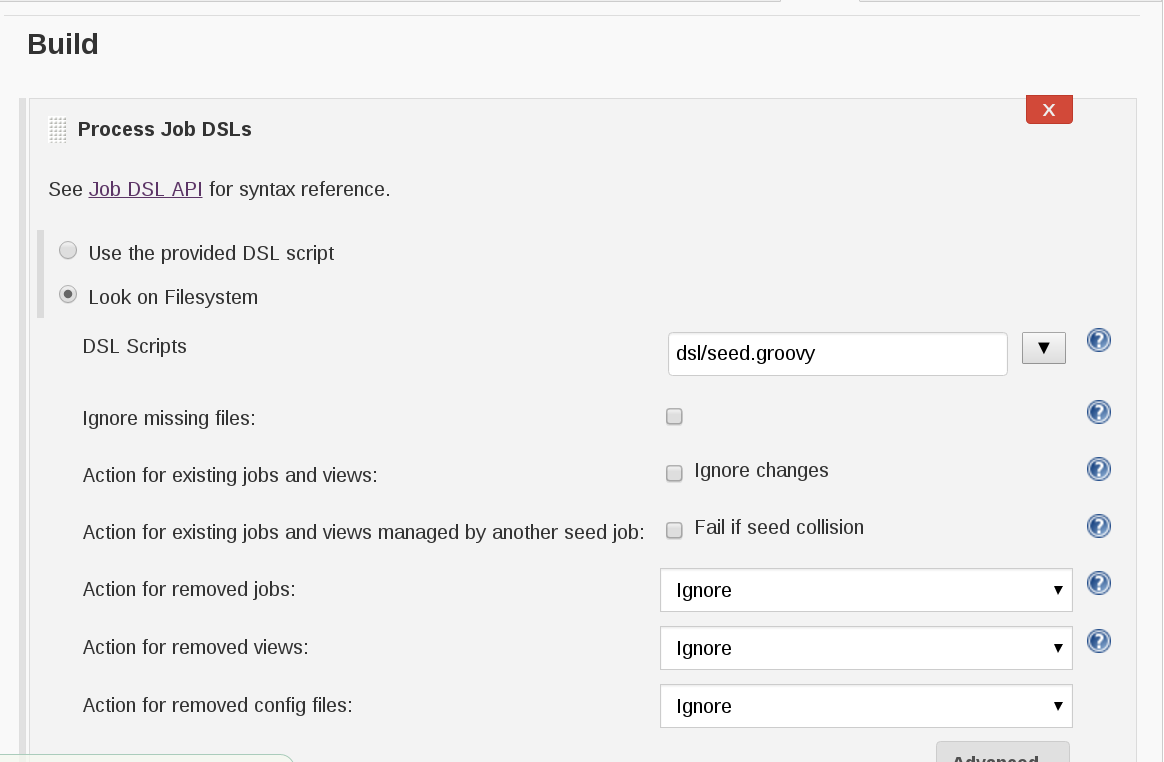 Build
X
Process Job DSLs
See Job DSL API for syntax reference.
Use the provided DSL script
Look on Filesystem
DSL Scripts dsl/seed.groovy
Ignore missing files:
Action for existing jobs and views: Ignore changes
Action for existing jobs and views managed by another seed job: Fail if seed collision
Action for removed jobs: Ignore
Action for removed views: Ignore
Action for removed config files: Ignore
Advanced...